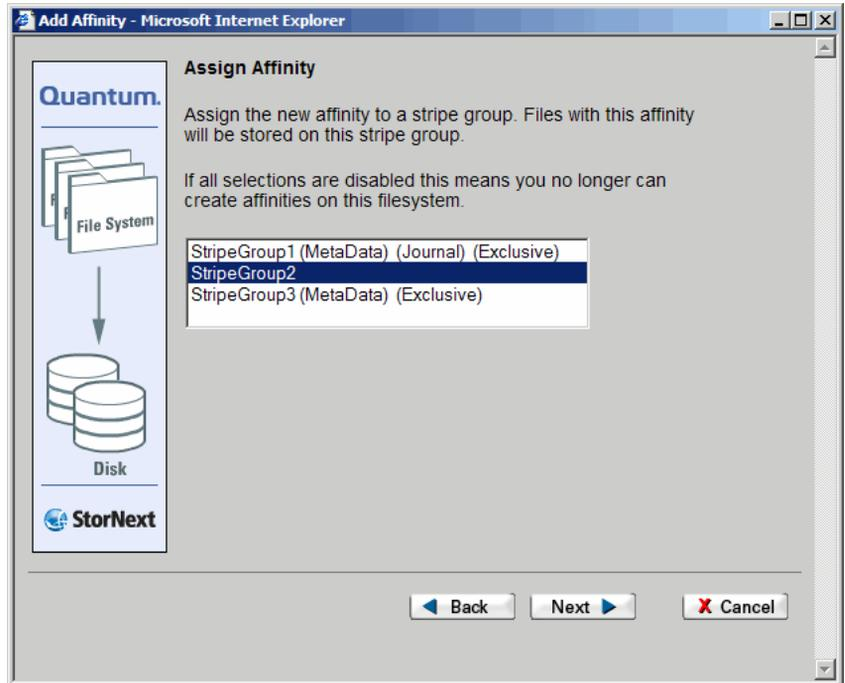 Add Affinity - Microsoft Internet Explorer
Quantum.
File System
Disk
StorNext
Assign Affinity
Assign the new affinity to a stripe group. Files with this affinity
will be stored on this stripe group.
If all selections are disabled this means you no longer can
create affinities on this filesystem.
StripeGroup1 (MetaData) (Journal) (Exclusive)
StripeGroup2
StripeGroup3 (MetaData) (Exclusive)
Back
Next
Cancel